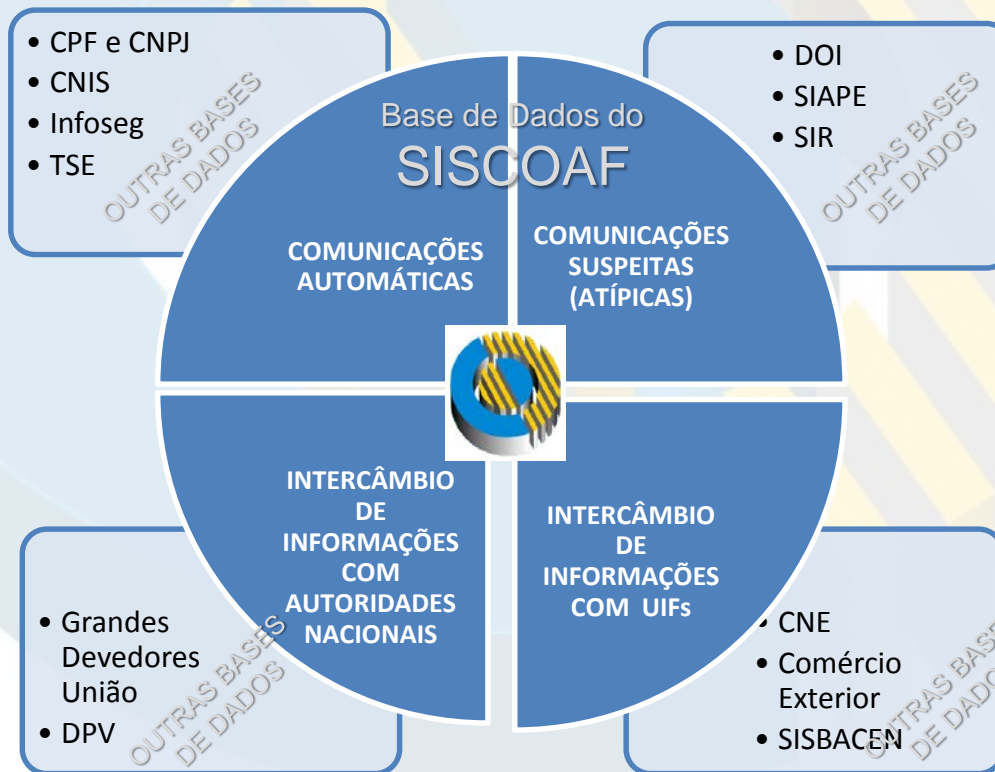 • CPF e CNPJ
• CNIS
• Infoseg
• TSE
OUTRAS BASES
DE DADOS
• DOI
• SIAPE
• SIR
OUTRAS BASES
DE DADOS
Base de Dados do
SISCOAF
COMUNICAÇÕES
AUTOMÁTICAS
COMUNICAÇÕES
SUSPEITAS
(ATÍPICAS)
INTERCÂMBIO
DE
INFORMAÇÕES
COM
AUTORIDADES
NACIONAIS
INTERCÂMBIO
DE
INFORMAÇÕES
COM UIFs
• Grandes
Devedores
União
• DPV
OUTRAS BASES
DE DADOS
• CNE
• Comércio
Exterior
• SISBACEN
OUTRAS BASE
DE DADOS